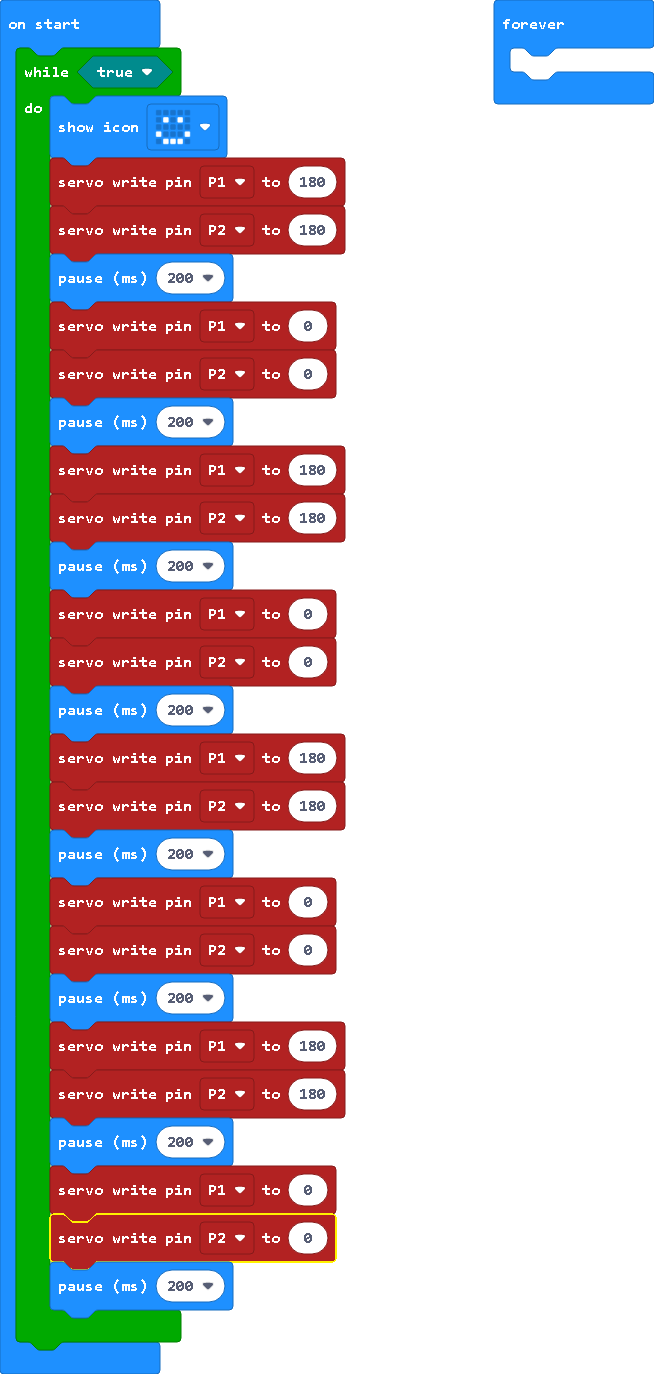 on start
forever
while true
do
show icon
servo write pin P1 to 180
servo write pin P2 to 180
pause (ms) 200
servo write pin P1 to 0
servo write pin P2 to 0
pause (ms) 200
servo write pin P1 to 180
servo write pin P2 to 180
pause (ms) 200
servo write pin P1 to 0
servo write pin P2 to 0
pause (ms) 200
servo write pin P1 to 180
servo write pin P2 to 180
pause (ms) 200
servo write pin P1 to 0
servo write pin P2 to 0
pause (ms) 200
servo write pin P1 to 180
servo write pin P2 to 180
pause (ms) 200
servo write pin P1 to 0
servo write pin P2 to 0
pause (ms) 200